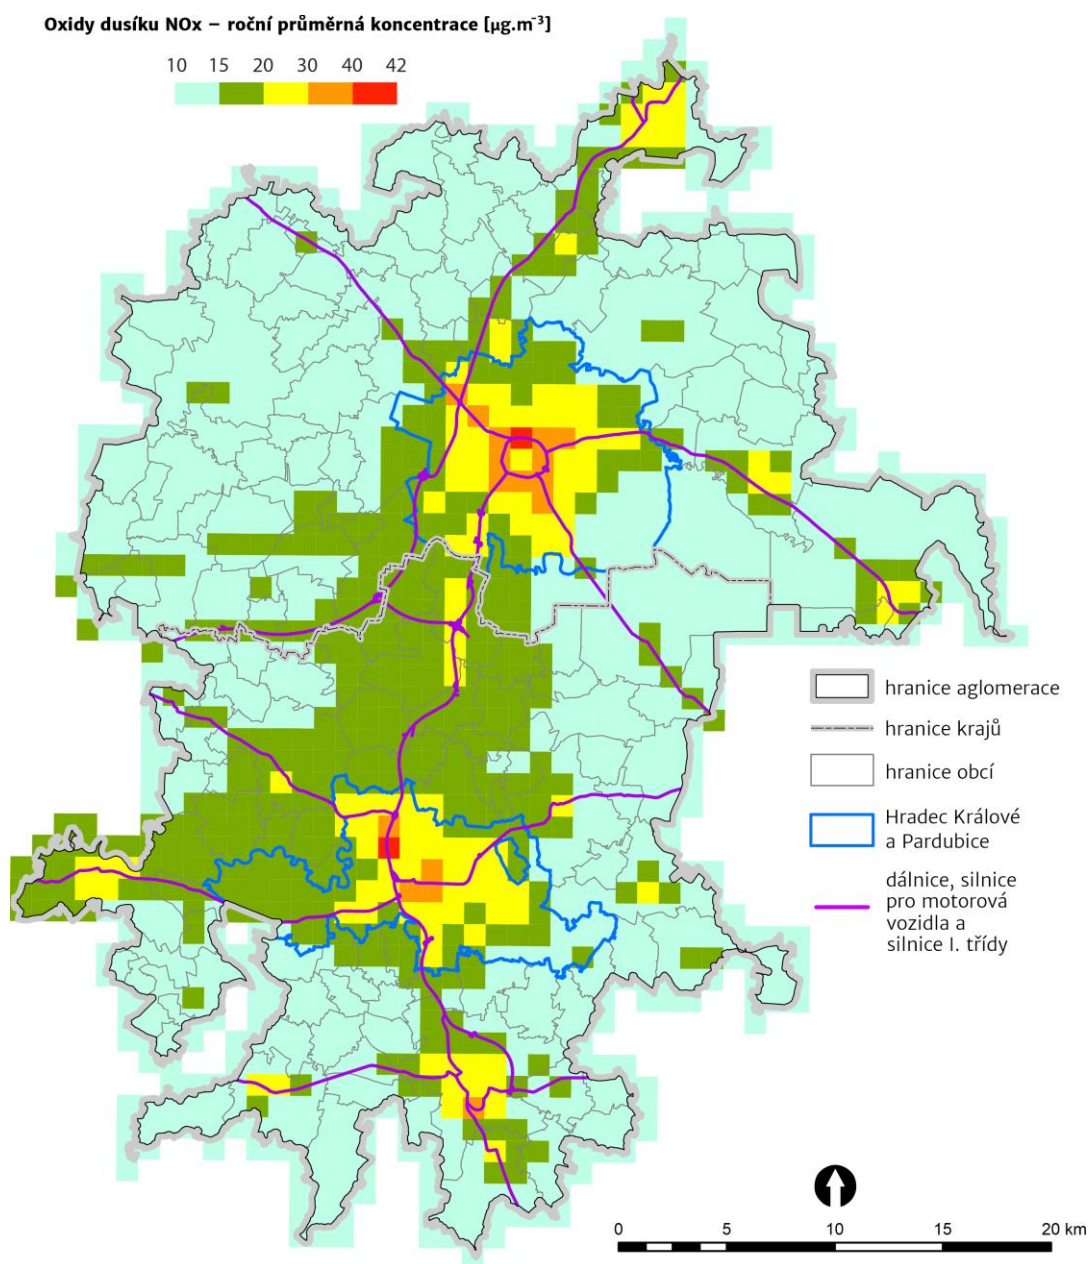 Oxidy dusíku NOx – roční průměrná koncentrace [µg.m⁻³]
10 15 20 30 40 42
hranice aglomerace
hranice krajů
hranice obcí
Hradec Králové
a Pardubice
dálnice, silnice
pro motorová
vozidla a
silnice I. třídy
0 5 10 15 20 km